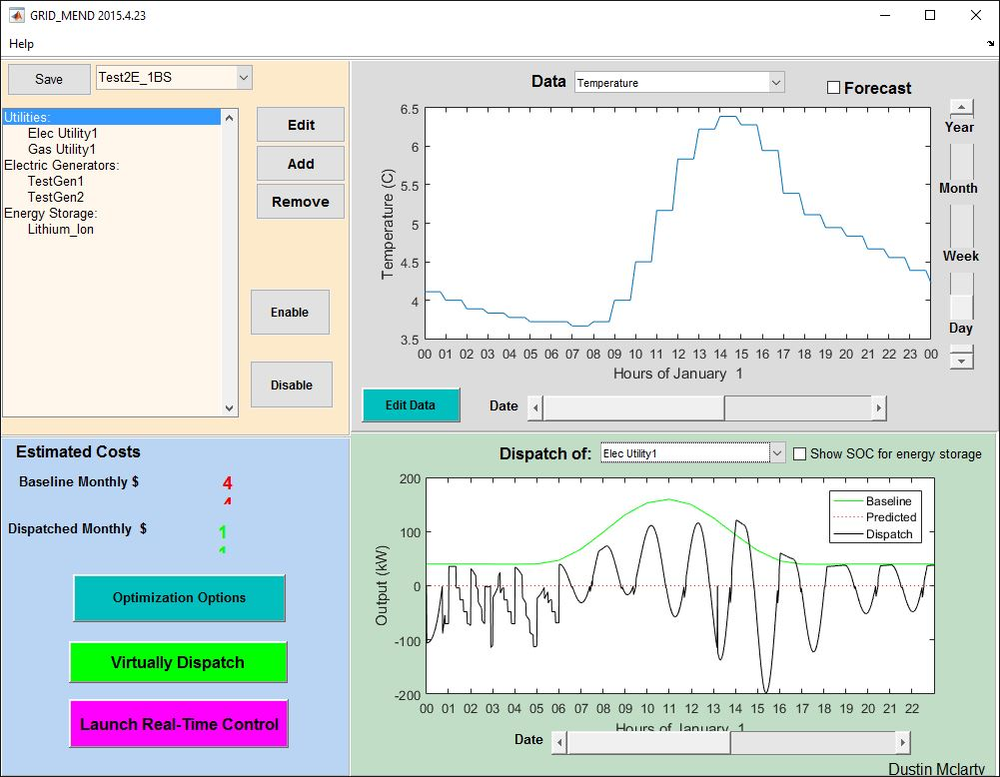 GRID_MEND 2015.4.23
Help
Save
Test2E_1BS
Utilities:
Elec Utility1
Gas Utility1
Electric Generators:
TestGen1
TestGen2
Energy Storage:
Lithium_Ion
Edit
Add
Remove
Enable
Disable
Data
Temperature
Forecast
Year
Month
Week
Day
Temperature (C)
6.5
6
5.5
5
4.5
4
3.5
00 01 02 03 04 05 06 07 08 09 10 11 12 13 14 15 16 17 18 19 20 21 22 23 00
Hours of January 1
Edit Data
Date
Estimated Costs
Baseline Monthly $ 4
4
Dispatched Monthly $ 1
1
Optimization Options
Virtually Dispatch
Launch Real-Time Control
Dispatch of:
Elec Utility1
Show SOC for energy storage
Output (kW)
200
100
0
-100
-200
Baseline
Predicted
Dispatch
00 01 02 03 04 05 06 07 08 09 10 11 12 13 14 15 16 17 18 19 20 21 22
Hours of January 1
Date
Dustin Mclarty